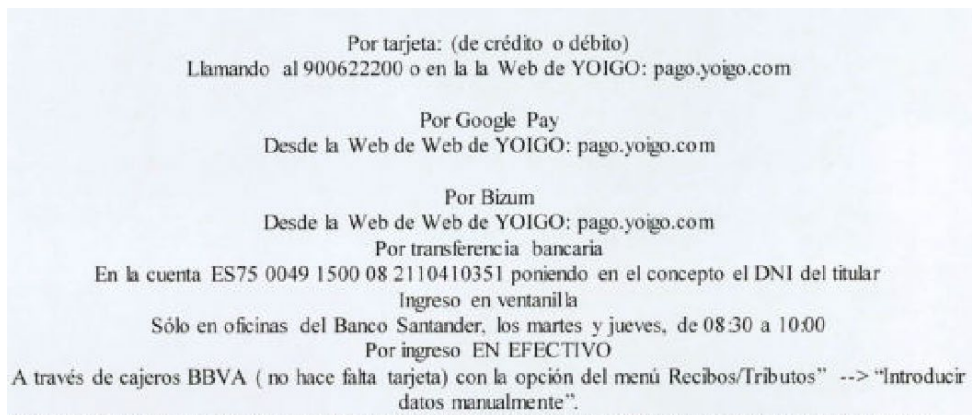 Por tarjeta: (de crédito o débito)
Llamando al 900622200 o en la la Web de YOIGO: pago.yoigo.com
Por Google Pay
Desde la Web de Web de YOIGO: pago.yoigo.com
Por Bizum
Desde la Web de Web de YOIGO: pago.yoigo.com
Por transferencia bancaria
En la cuenta ES75 0049 1500 08 2110410351 poniendo en el concepto el DNI del titular
Ingreso en ventanilla
Sólo en oficinas del Banco Santander, los martes y jueves, de 08:30 a 10:00
Por ingreso EN EFECTIVO
A través de cajeros BBVA ( no hace falta tarjeta) con la opción del menú Recibos/Tributos” --> “Introducir
datos manualmente”.